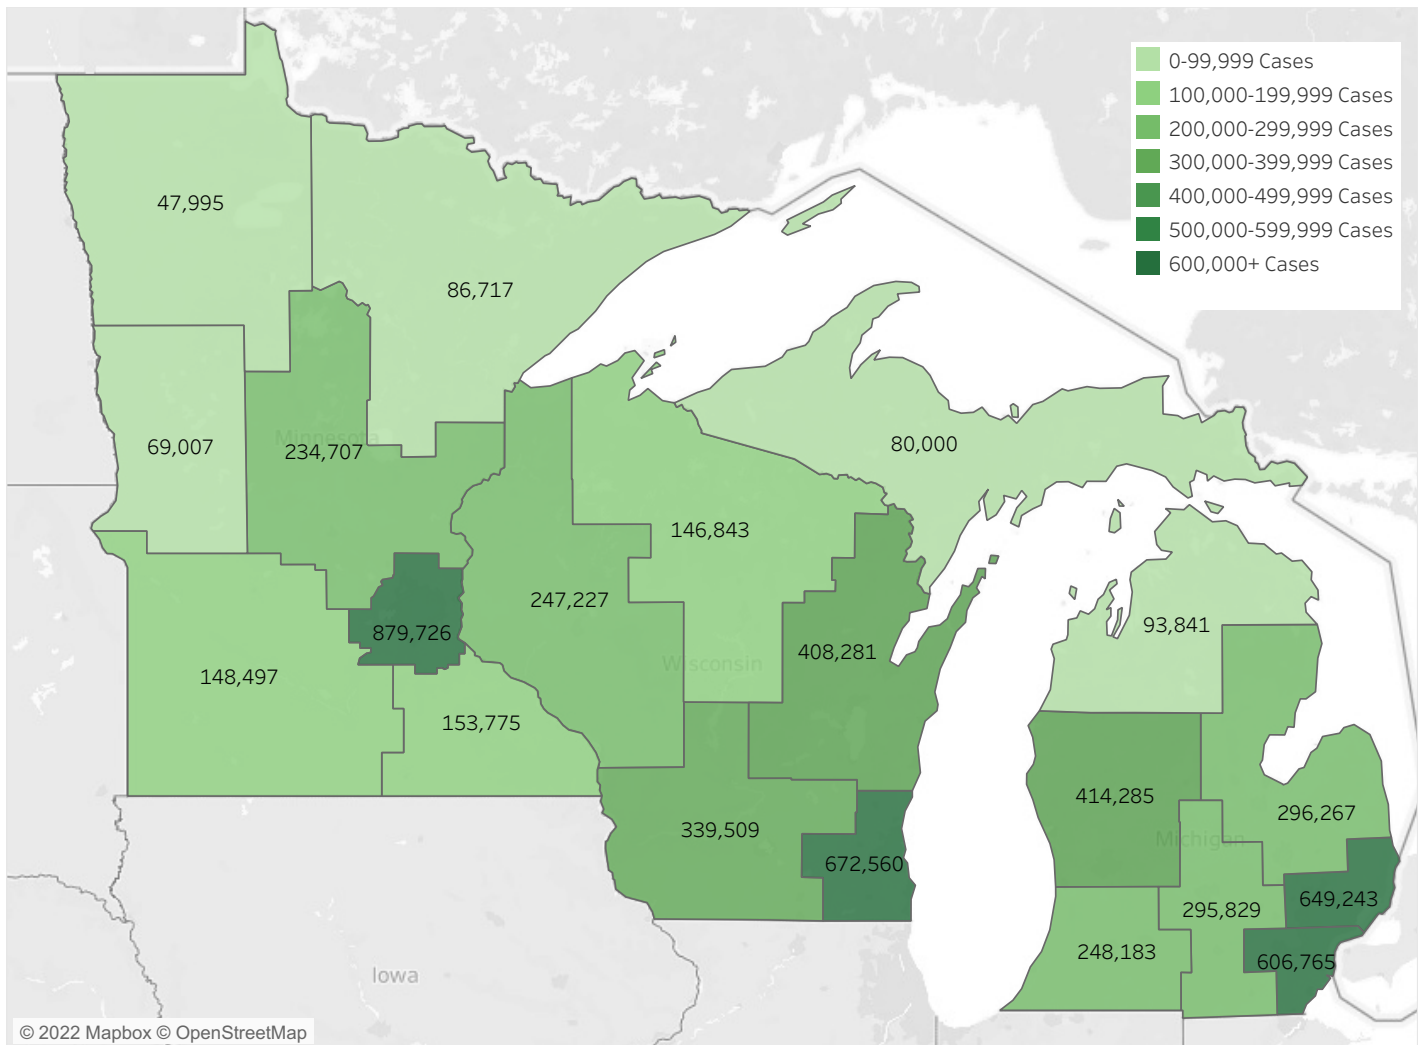 0-99,999 Cases
100,000-199,999 Cases
200,000-299,999 Cases
300,000-399,999 Cases
400,000-499,999 Cases
500,000-599,999 Cases
600,000+ Cases
47,995
86,717
69,007
Minnesota
234,707
80,000
146,843
247,227
879,726
408,281
93,841
Wisconsin
148,497
153,775
414,285
296,267
339,509
Michigan
672,560
649,243
295,829
248,183
606,765
Iowa
© 2022 Mapbox © OpenStreetMap